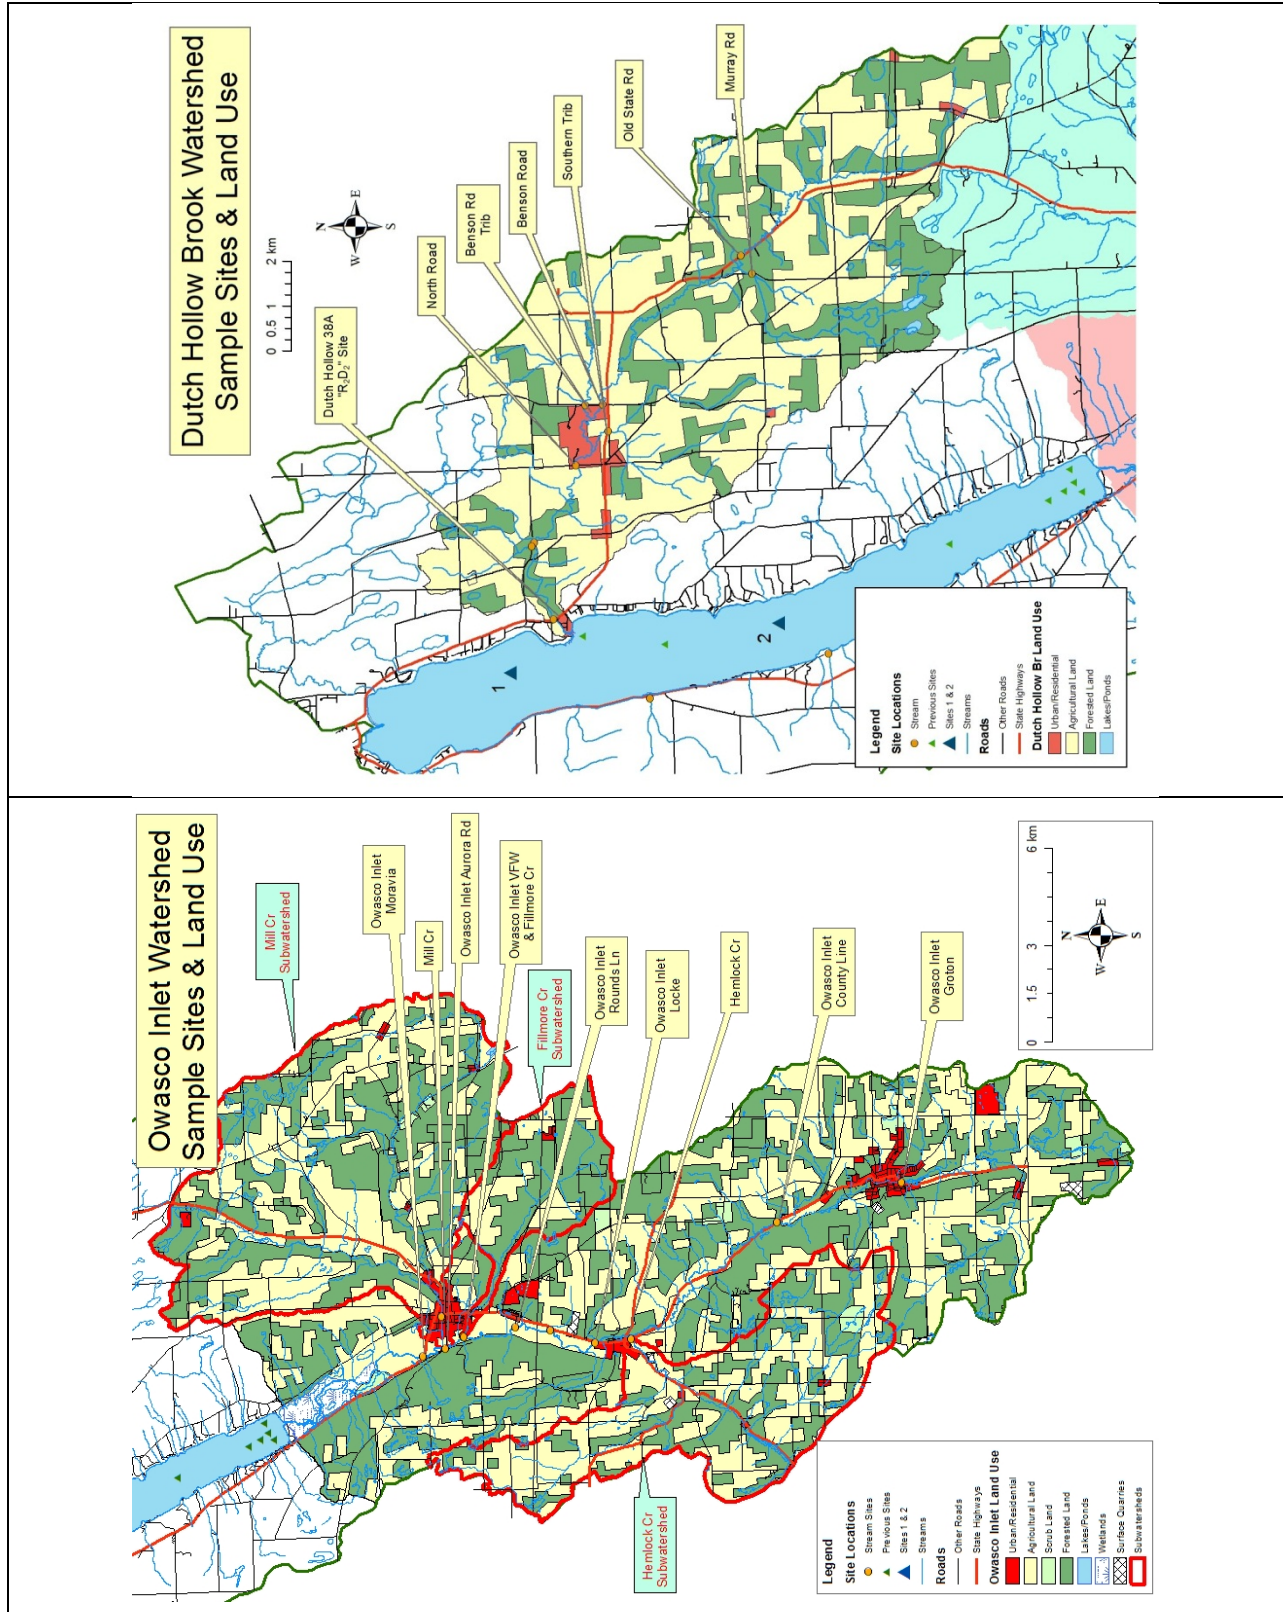 Dutch Hollow Brook Watershed
Sample Sites & Land Use
0 0.5 1 2 km
N
W E
S
Dutch Hollow 38A
"R2D2" Site
North Road
Benson Rd
Trib
Benson Road
Southern Trib
Old State Rd
Murray Rd
1
2
Legend
Site Locations
Stream
Previous Sites
Sites 1 & 2
Streams
Roads
Other Roads
State Highways
Dutch Hollow Br Land Use
Urban/Residential
Agricultural Land
Forested Land
Lakes/Ponds
Owasco Inlet Watershed
Sample Sites & Land Use
Mill Cr
Subwatershed
Owasco Inlet
Moravia
Mill Cr
Owasco Inlet Aurora Rd
Owasco Inlet VFW
& Fillmore Cr
Fillmore Cr
Subwatershed
Owasco Inlet
Rounds Ln
Owasco Inlet
Locke
Hemlock Cr
Owasco Inlet
County Line
Owasco Inlet
Groton
Hemlock Cr
Subwatershed
0 1.5 3 6 km
N
W E
S
Legend
Site Locations
Stream Sites
Previous Sites
Sites 1 & 2
Streams
Roads
Other Roads
State Highways
Owasco Inlet Land Use
Urban/Residential
Agricultural Land
Scrub Land
Forested Land
Lakes/Ponds
Wetlands
Surface Quarries
Subwatersheds